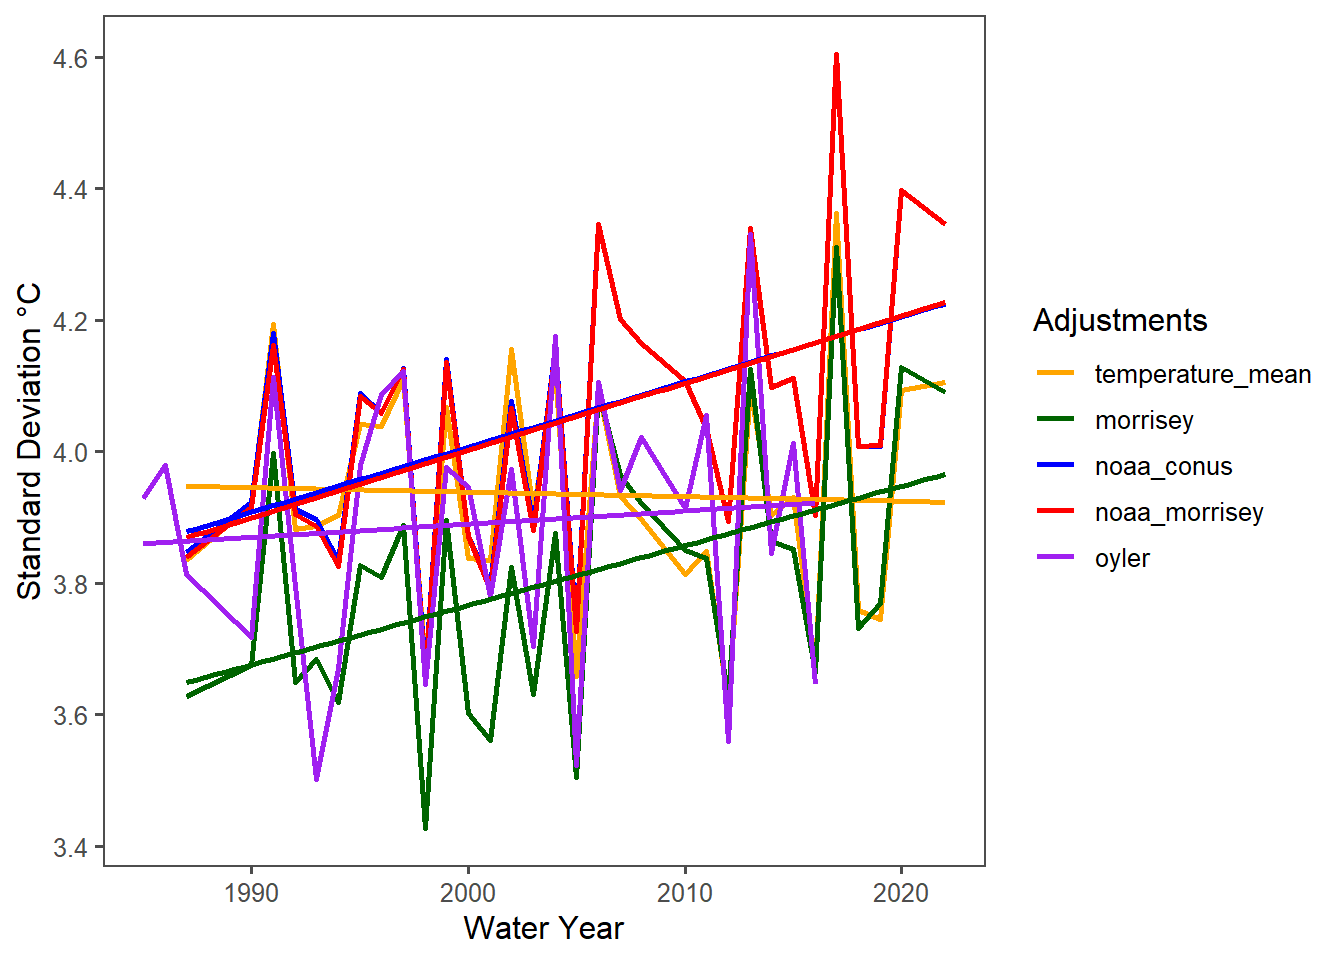 Standard Deviation °C
4.6
4.4
4.2
4.0
3.8
3.6
3.4
1990 2000 2010 2020
Water Year
Adjustments
temperature_mean
morrisey
noaa_conus
noaa_morrisey
oyler